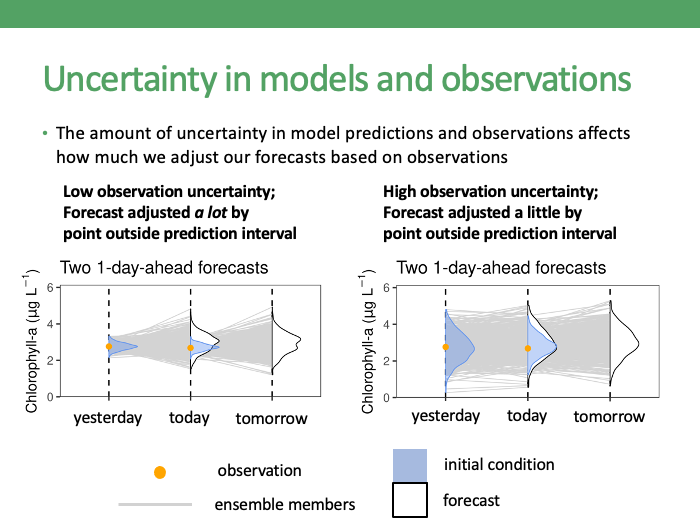 Uncertainty in models and observations
• The amount of uncertainty in model predictions and observations affects
how much we adjust our forecasts based on observations
Low observation uncertainty;
Forecast adjusted a lot by
point outside prediction interval
High observation uncertainty;
Forecast adjusted a little by
point outside prediction interval
Two 1-day-ahead forecasts
Chlorophyll-a (µg L⁻¹)
6
4
2
0
yesterday today tomorrow
Two 1-day-ahead forecasts
Chlorophyll-a (µg L⁻¹)
6
4
2
0
yesterday today tomorrow
observation
ensemble members
initial condition
forecast